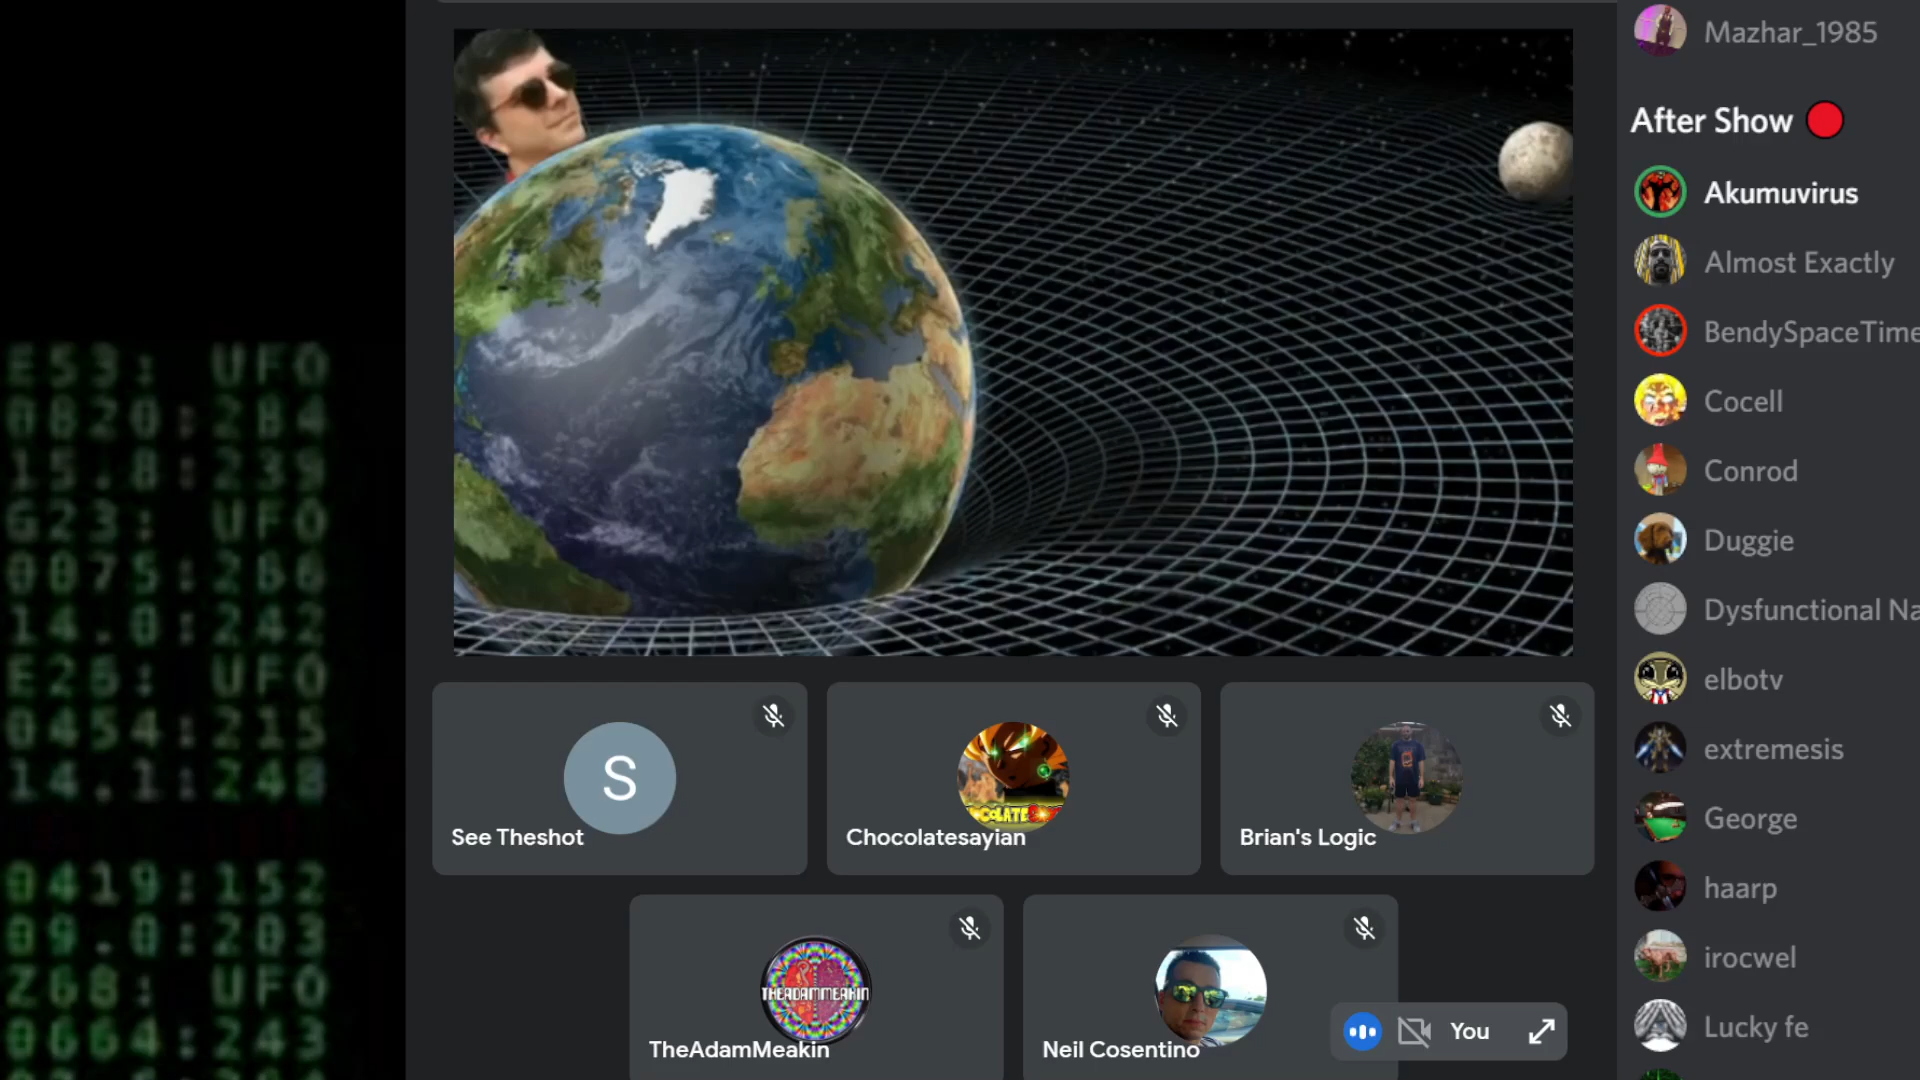 E53: UFO
0820:284
15.8:239
G23: UFO
0075:266
14.0:242
E25: UFO
0454:215
14.1:248
0419:152
09.0:203
Z68: UFO
0664:243
S
See Theshot
Chocolatesayian
Brian's Logic
THEADAMMEAKIN
TheAdamMeakin
Neil Cosentino
You
Mazhar_1985
After Show
Akumuvirus
Almost Exactly
BendySpaceTime
Cocell
Conrod
Duggie
Dysfunctional Na
elbotv
extremesis
George
haarp
irocwel
Lucky fe